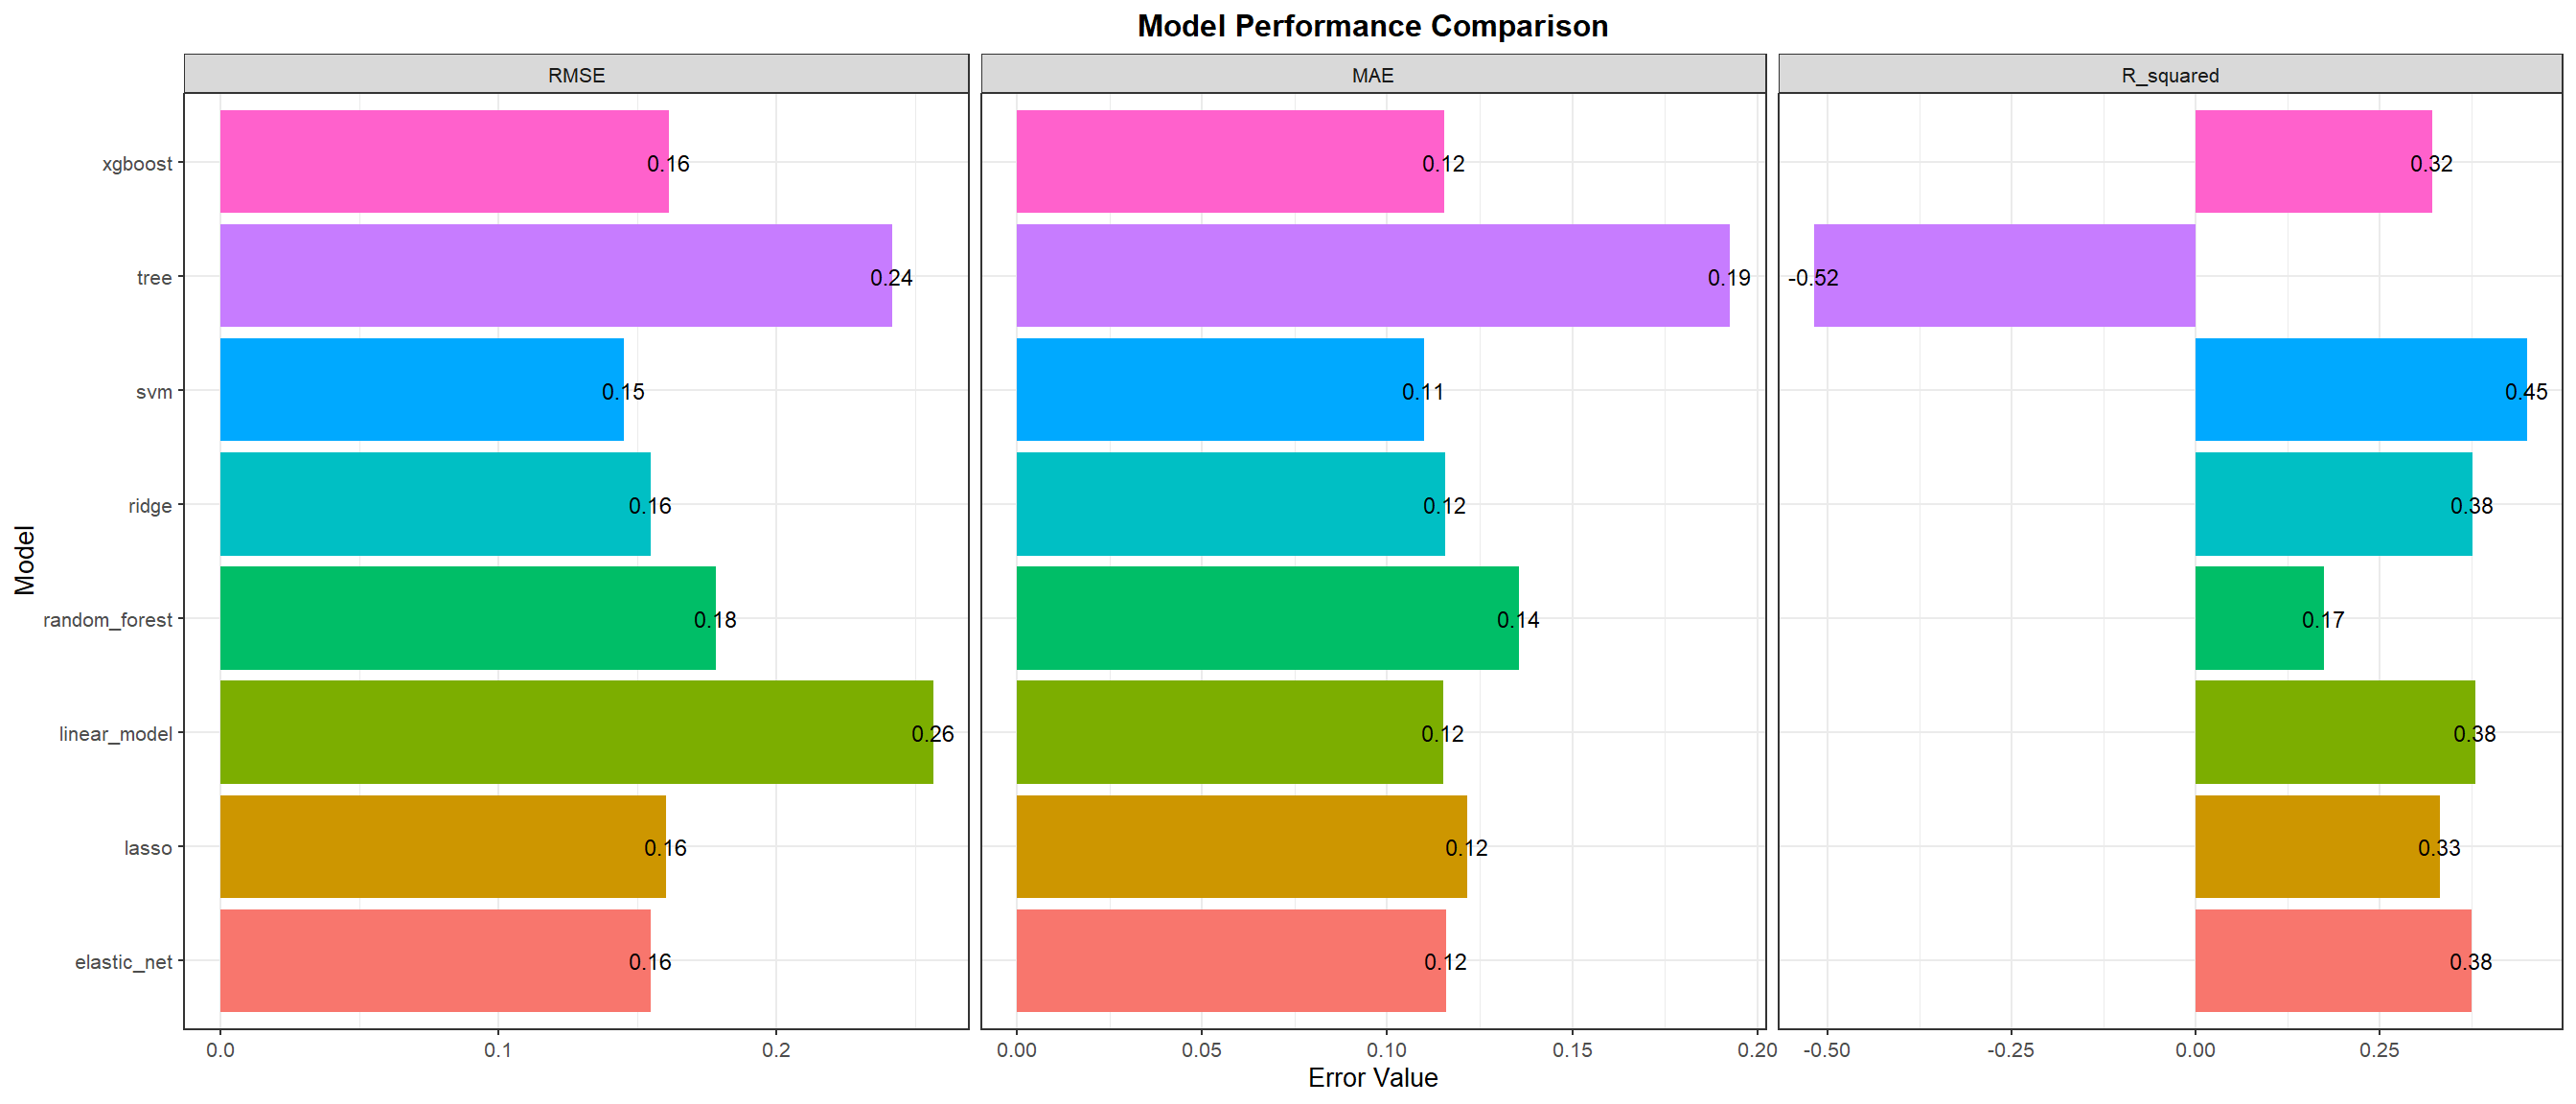 Model Performance Comparison
RMSE
MAE
R_squared
xgboost
0.16
0.12
0.32
tree
0.24
0.19
-0.52
svm
0.15
0.11
0.45
ridge
0.16
0.12
0.38
random_forest
0.18
0.14
0.17
linear_model
0.26
0.12
0.38
lasso
0.16
0.12
0.33
elastic_net
0.16
0.12
0.38
Model
0.0
0.1
0.2
0.00
0.05
0.10
0.15
0.20
-0.50
-0.25
0.00
0.25
Error Value